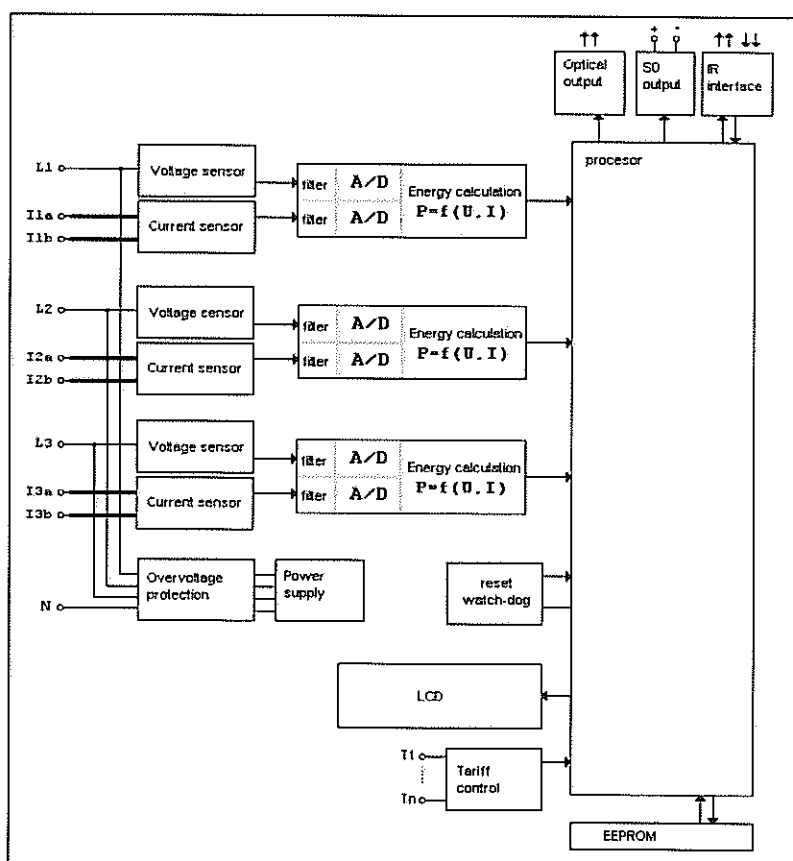 Optical
output
+ -
S0
output
IR
interface
procesor
L1
Voltage sensor
I1a
Current sensor
I1b
filter A/D
filter A/D
Energy calculation
P=f(U.I)
L2
Voltage sensor
I2a
Current sensor
I2b
filter A/D
filter A/D
Energy calculation
P=f(U.I)
L3
Voltage sensor
I3a
Current sensor
I3b
filter A/D
filter A/D
Energy calculation
P=f(U.I)
Overvoltage
protection
Power
supply
N
reset
watch-dog
LCD
T1
Tn
Tariff
control
EEPROM